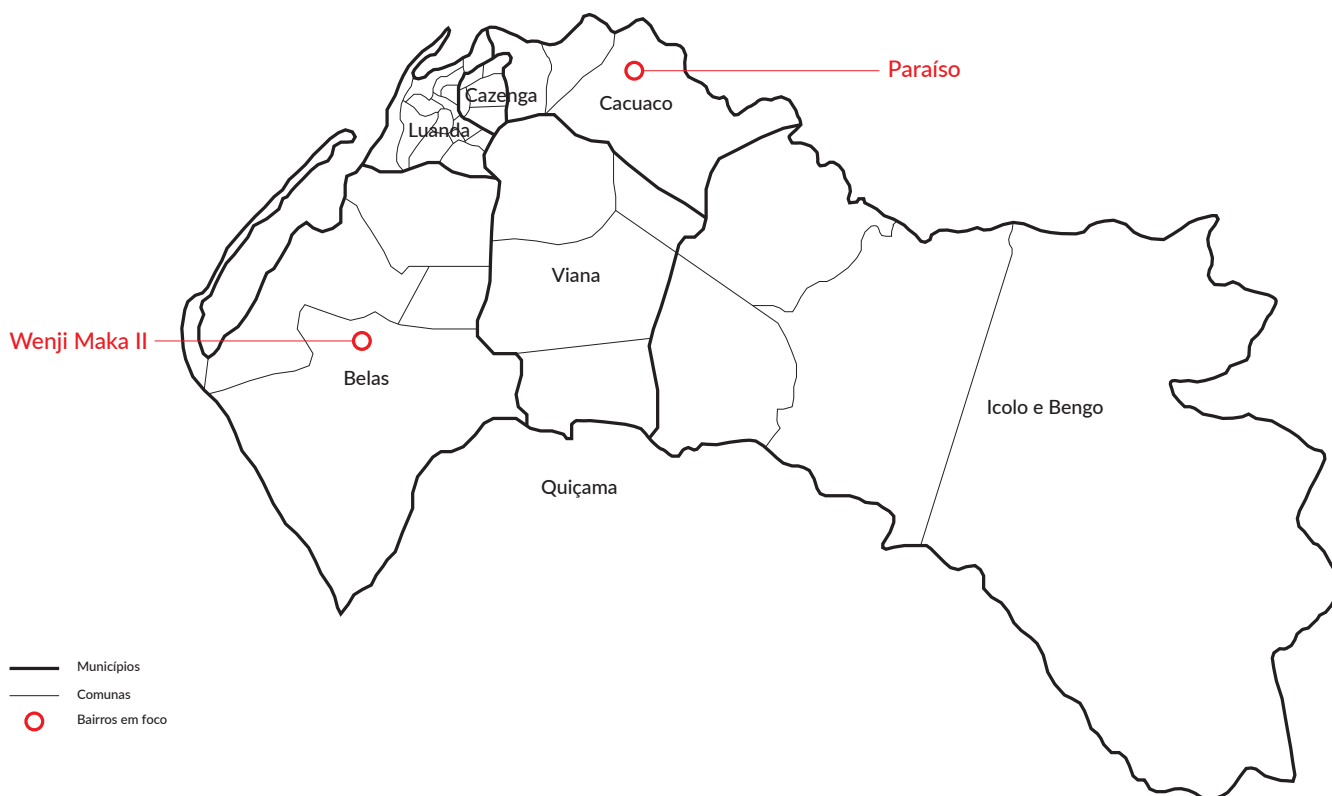 Paraíso
Cazenga
Cacuaco
Luanda
Viana
Wenji Maka II
Belas
Icolo e Bengo
Quiçama
Municípios
Comunas
Bairros em foco